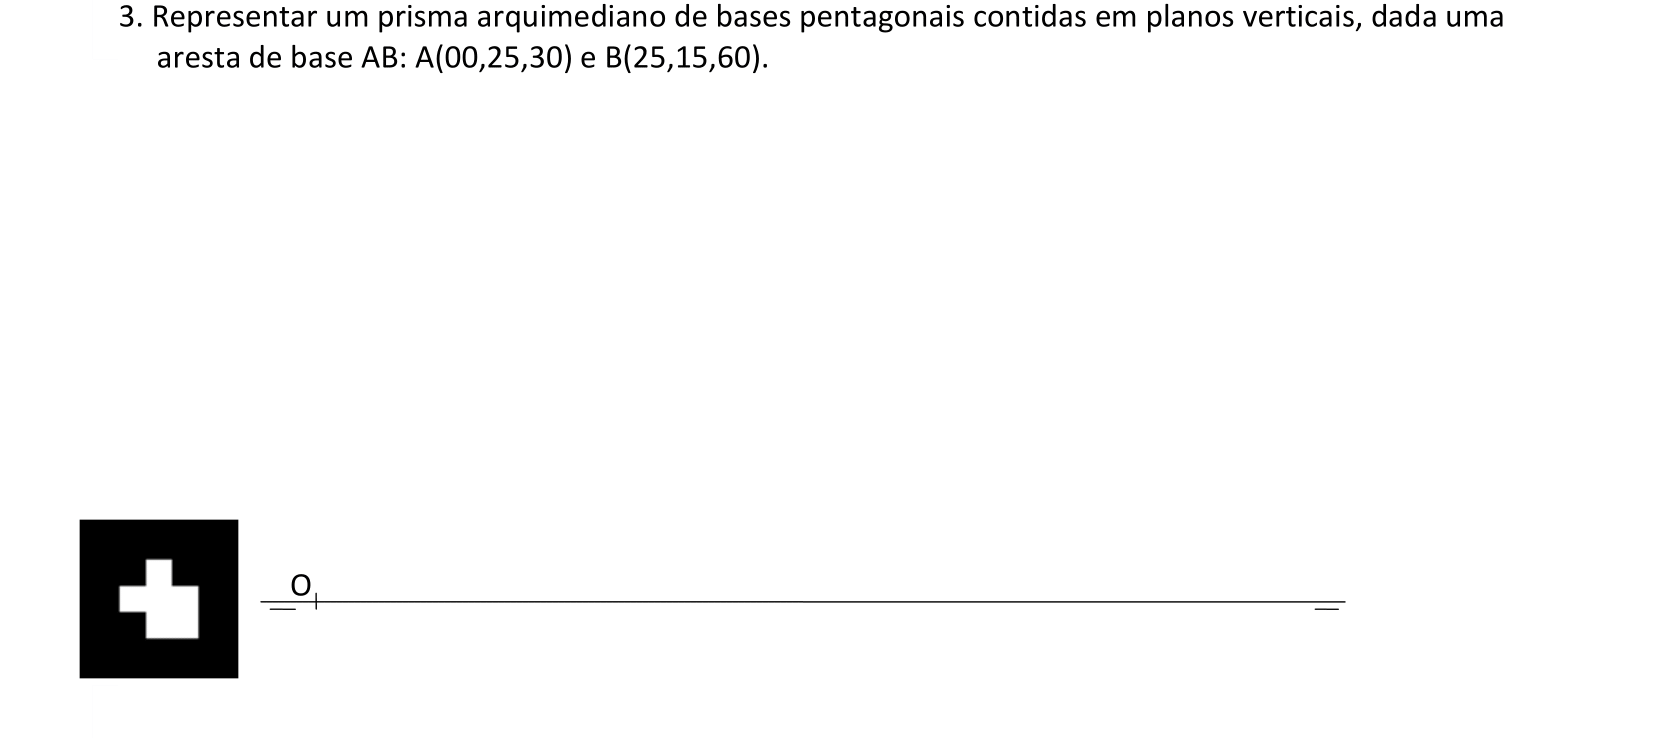 3. Representar um prisma arquimediano de bases pentagonais contidas em planos verticais, dada uma
aresta de base AB: A(00,25,30) e B(25,15,60).
O